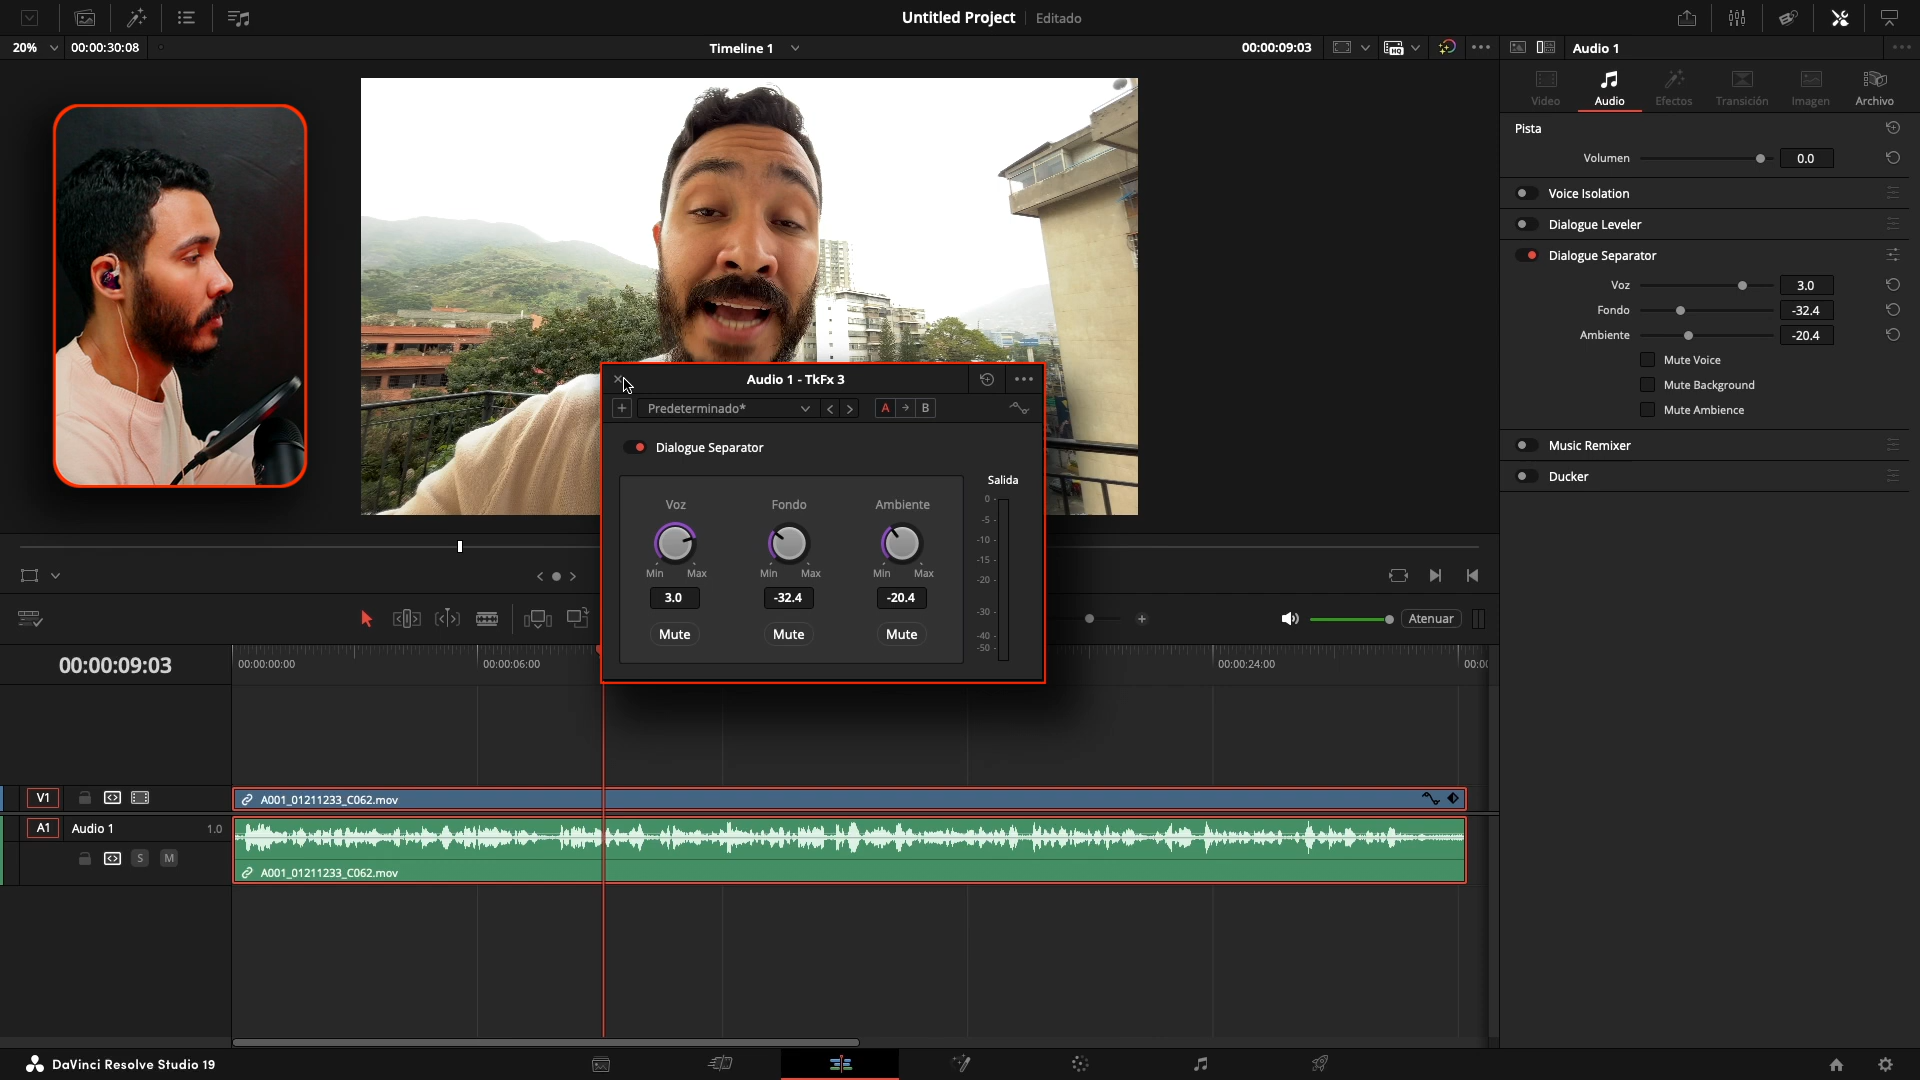 Untitled Project
Editado
20%
00:00:30:08
Timeline 1
00:00:09:03
Audio 1
Video
Audio
Efectos
Transición
Imagen
Archivo
Pista
Volumen
0.0
Voice Isolation
Dialogue Leveler
Dialogue Separator
Voz
3.0
Fondo
-32.4
Ambiente
-20.4
Mute Voice
Mute Background
Mute Ambience
Music Remixer
Ducker
Audio 1 - TkFx 3
Predeterminado*
A
B
Dialogue Separator
Salida
Voz
Fondo
Ambiente
0
-5
-10
-15
-20
-30
-40
-50
Min
Max
Min
Max
Min
Max
3.0
-32.4
-20.4
Mute
Mute
Mute
HQ
Atenuar
00:00:09:03
00:00:00:00
00:00:06:00
00:00:24:00
V1
A001_01211233_C062.mov
A1
Audio 1
1.0
S
M
A001_01211233_C062.mov
DaVinci Resolve Studio 19